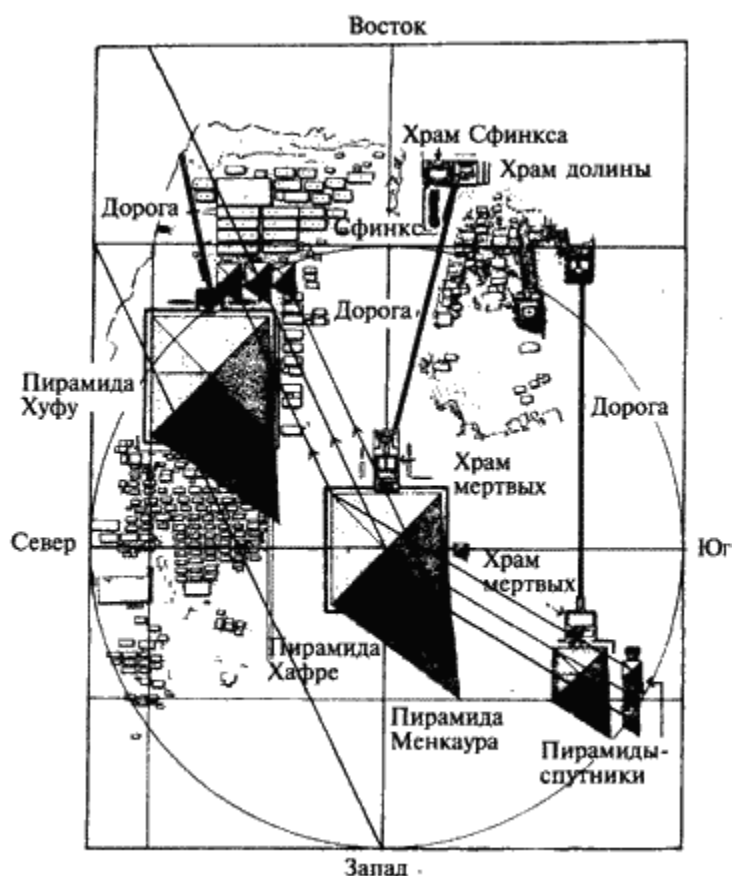 Восток
Храм Сфинкса
Храм долины
Дорога
Сфинкс
Дорога
Пирамида
Хуфу
Дорога
Храм
мертвых
Север
Юг
Храм
мертвых
Пирамида
Хафре
Пирамида
Менкаура
Пирамиды-
спутники
Запад